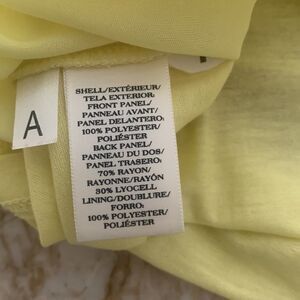 A
SHELL/EXTÉRIEUR/
TELA EXTERIOR:
FRONT PANEL/
PANNEAU AVANT/
PANEL DELANTERO:
100% POLYESTER/
POLIÉSTER
BACK PANEL/
PANNEAU DU DOS/
PANEL TRASERO:
70% RAYON/
RAYONNE/RAYÓN
30% LYOCELL
LINING/DOUBLURE/
FORRO:
100% POLYESTER/
POLIÉSTER